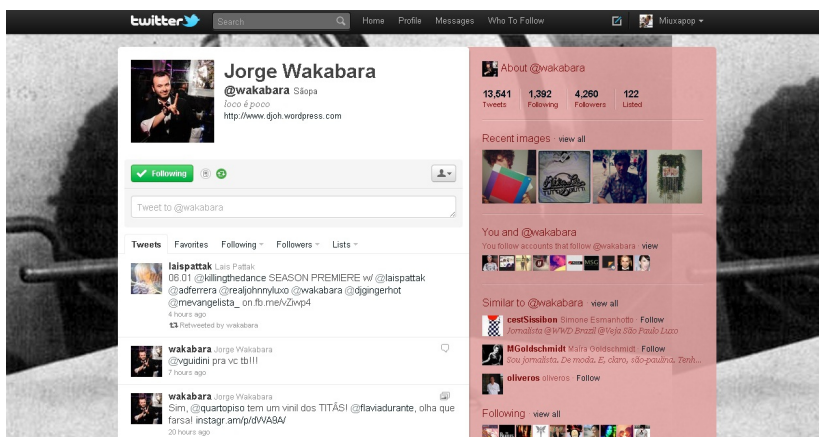 twitter
Search
Home Profile Messages Who To Follow
Miuxapop
Jorge Wakabara
@wakabara Sãopa
loco é poco
http://www.djoh.wordpress.com
Following
Tweet to @wakabara
Tweets Favorites Following Followers Lists
laispattak Lais Pattak
06.01 @killingthedance SEASON PREMIERE w/ @laispattak
@adferrera @realjohnnyluxo @wakabara @djgingerhot
@mevangelista_ on fb.me/vZiwp4
4 hours ago
Retweeted by wakabara
wakabara Jorge Wakabara
@vguidini pra vc tb!!!
7 hours ago
wakabara Jorge Wakabara
Sim, @quartopiso tem um vinil dos TITÃS! @flaviadurante, olha que
farsa! instagr.am/p/dWA9A/
20 hours ago
About @wakabara
13,541 1,392 4,260 122
Tweets Following Followers Listed
Recent images · view all
You and @wakabara
You follow accounts that follow @wakabara · view
Similar to @wakabara · view all
cestSissibon Simone Esmanhotto · Follow
Jornalista @WWD Brazil @Veja São Paulo Luxo
MGoldschmidt Maíra Goldschmidt · Follow
Sou jornalista. De moda. E, claro, são-paulina, Tenh...
oliveros oliveros · Follow
Following · view all